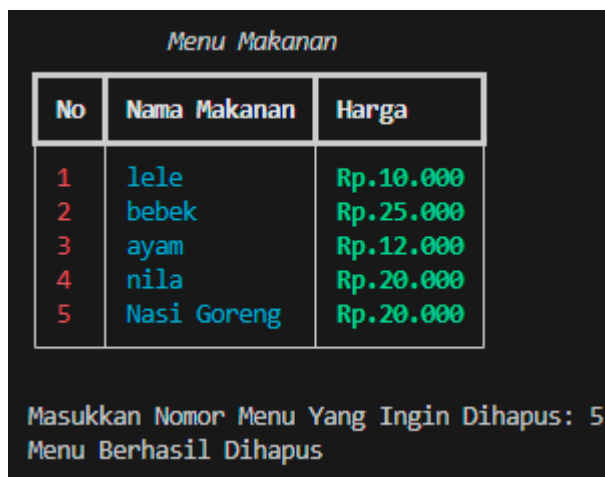 Menu Makanan
No Nama Makanan Harga
1 lele Rp.10.000
2 bebek Rp.25.000
3 ayam Rp.12.000
4 nila Rp.20.000
5 Nasi Goreng Rp.20.000
Masukkan Nomor Menu Yang Ingin Dihapus: 5
Menu Berhasil Dihapus